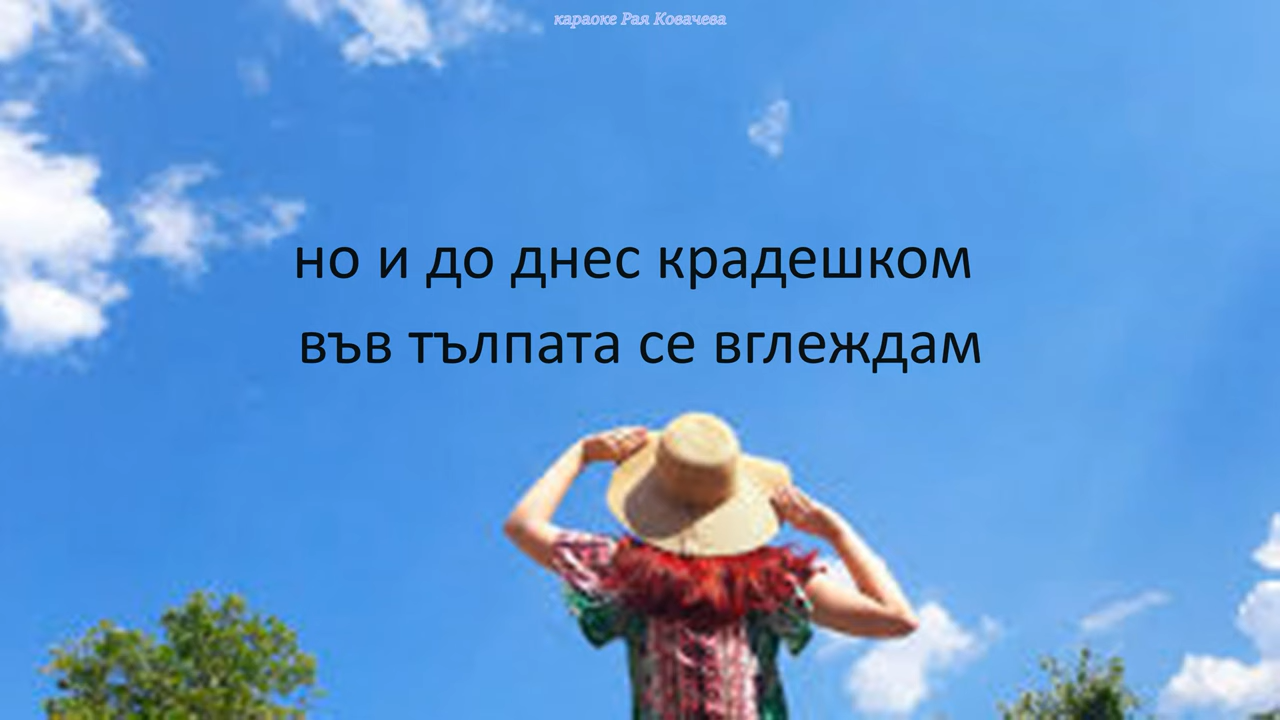 караоке Рая Ковачева
но и до днес крадешком
във тълпата се вглеждам